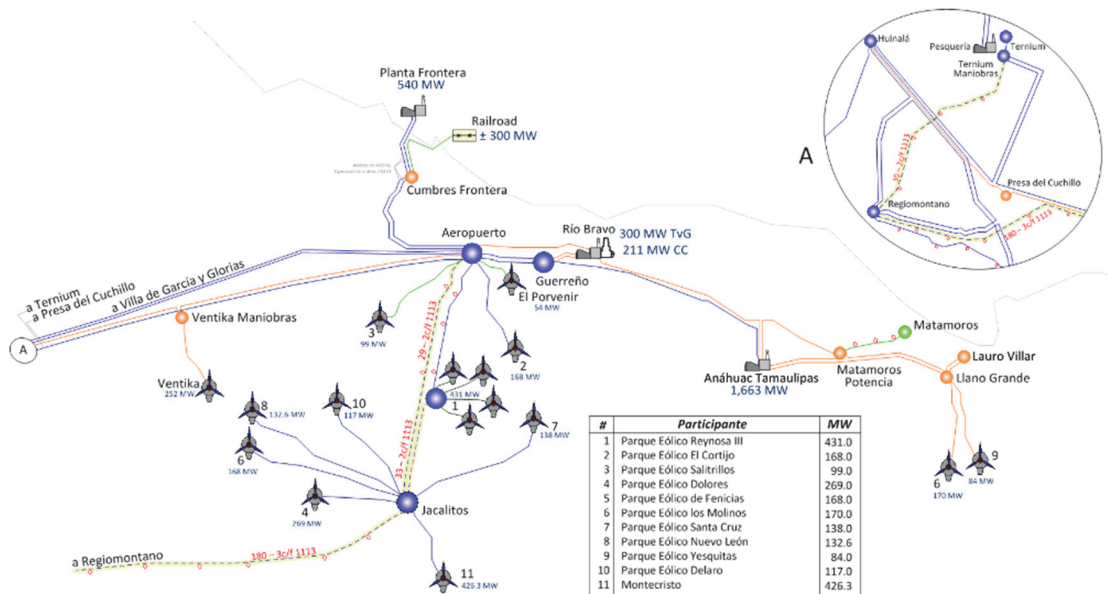 Huinalá
Pesquería
Ternium
Ternium
Maniobras
A
35 - 2c/f 1113
Presa del Cuchillo
Regiomontano
180 - 3c/f 1113
Planta Frontera
540 MW
Railroad
± 300 MW
Cumbres Frontera
Aeropuerto
Río Bravo
300 MW TvG
211 MW CC
Guerreño
El Porvenir
54 MW
a Ternium
a Presa del Cuchillo
a Villa de García y Glorias
A
Ventika Maniobras
Ventika
252 MW
3
99 MW
29 - 2c/f 1113
2
168 MW
Matamoros
Matamoros
Potencia
Lauro Villar
Llano Grande
Anáhuac Tamaulipas
1,663 MW
431 MW
1
8
132.6 MW
10
117 MW
7
138 MW
6
168 MW
33 - 2c/f 1113
4
269 MW
Jacalitos
a Regiomontano
180 - 3c/f 1113
11
426.3 MW
6
170 MW
9
84 MW
# Participante MW
1 Parque Eólico Reynosa III 431.0
2 Parque Eólico El Cortijo 168.0
3 Parque Eólico Salitrillos 99.0
4 Parque Eólico Dolores 269.0
5 Parque Eólico de Fenicias 168.0
6 Parque Eólico los Molinos 170.0
7 Parque Eólico Santa Cruz 138.0
8 Parque Eólico Nuevo León 132.6
9 Parque Eólico Yesquitas 84.0
10 Parque Eólico Delaro 117.0
11 Montecristo 426.3